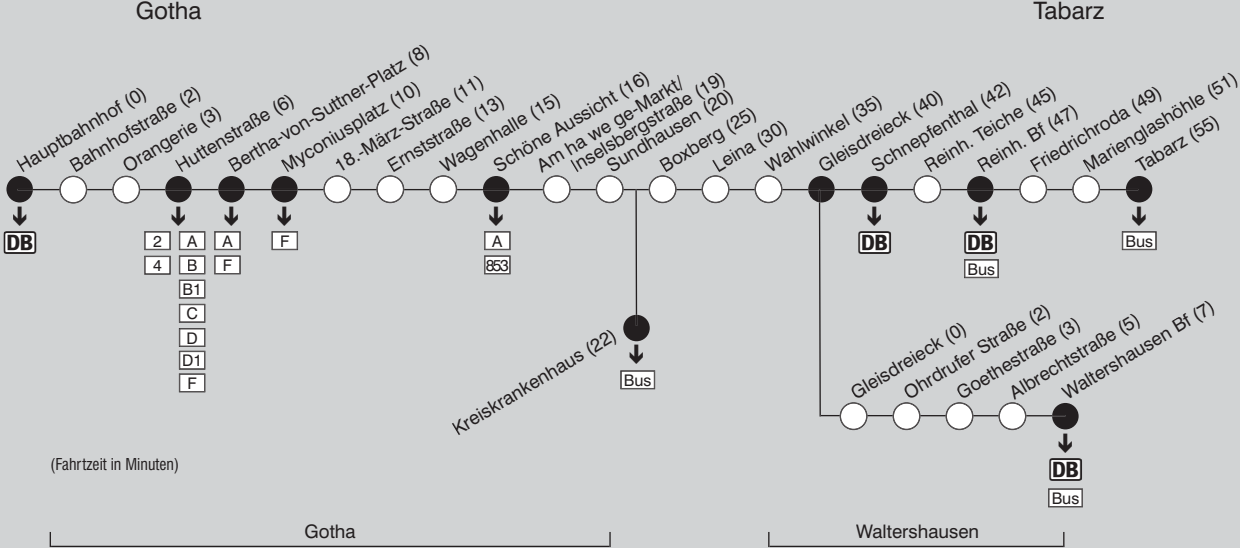 Gotha
Tabarz
Hauptbahnhof (0)
Bahnhofstraße (2)
Orangerie (3)
Huttenstraße (6)
Bertha-von-Suttner-Platz (8)
Myconiusplatz (10)
18.-März-Straße (11)
Ernststraße (13)
Wagenhalle (15)
Schöne Aussicht (16)
Am ha we ge-Markt/
Inselsbergstraße (19)
Sundhausen (20)
Boxberg (25)
Leina (30)
Wahlwinkel (35)
Gleisdreieck (40)
Schnepfenthal (42)
Reinh. Teiche (45)
Reinh. Bf (47)
Friedrichroda (49)
Marienglashöhle (51)
Tabarz (55)
DB
2
4
A
B
B1
C
D
D1
F
A
F
F
A
853
DB
DB
Bus
Bus
Kreiskrankenhaus (22)
Bus
Gleisdreieck (0)
Ohrdrufer Straße (2)
Goethestraße (3)
Albrechtstraße (5)
Waltershausen Bf (7)
DB
Bus
(Fahrtzeit in Minuten)
Gotha
Waltershausen